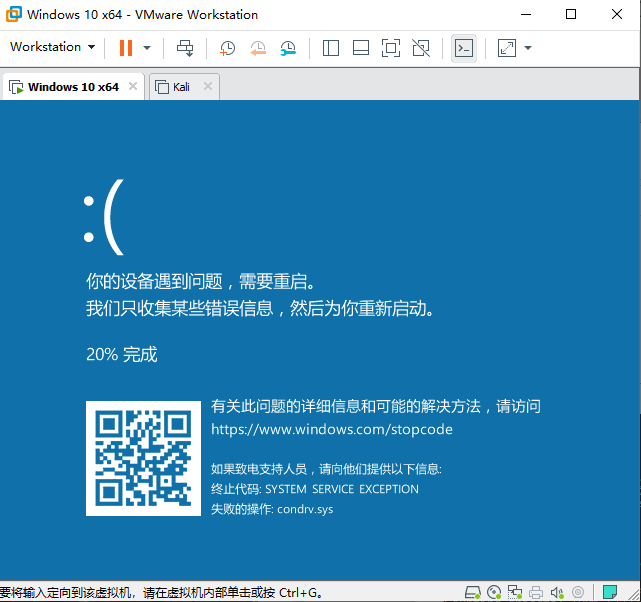 Windows 10 x64 - VMware Workstation
Workstation
Windows 10 x64
Kali
:(
你的设备遇到问题，需要重启。
我们只收集某些错误信息，然后为你重新启动。
20% 完成
有关此问题的详细信息和可能的解决方法，请访问
https://www.windows.com/stopcode
如果致电支持人员，请向他们提供以下信息:
终止代码: SYSTEM SERVICE EXCEPTION
失败的操作: condrv.sys
要将输入定向到该虚拟机，请在虚拟机内部单击或按 Ctrl+G。